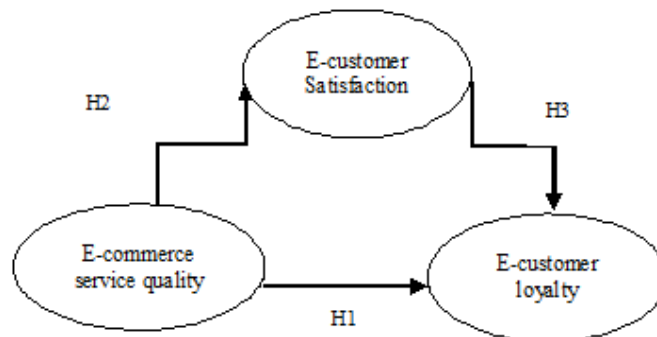 E-customer
Satisfaction
H2
H3
E-commerce
service quality
E-customer
loyalty
H1